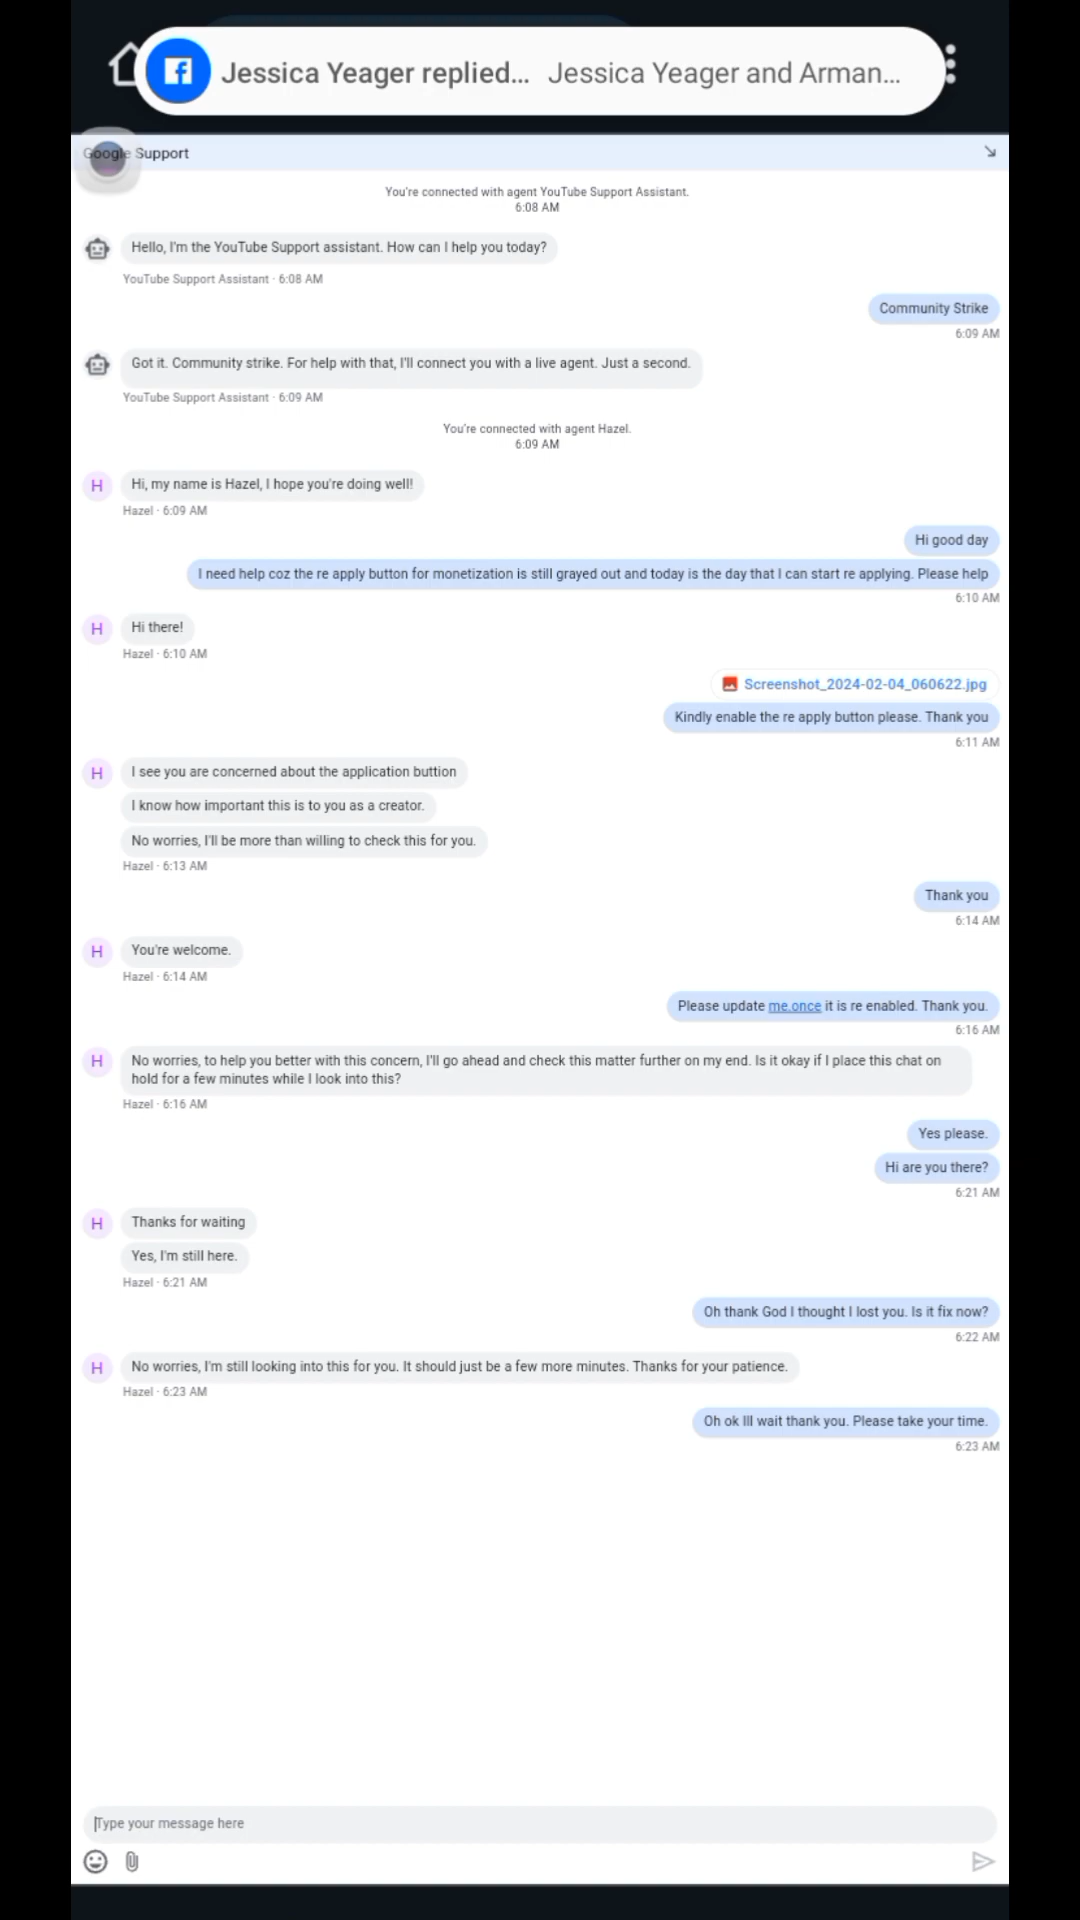 Jessica Yeager replied... Jessica Yeager and Arman...
Google Support
You're connected with agent YouTube Support Assistant.
6:08 AM
Hello, I'm the YouTube Support assistant. How can I help you today?
YouTube Support Assistant · 6:08 AM
Community Strike
6:09 AM
Got it. Community strike. For help with that, I'll connect you with a live agent. Just a second.
YouTube Support Assistant · 6:09 AM
You're connected with agent Hazel.
6:09 AM
H Hi, my name is Hazel, I hope you're doing well!
Hazel · 6:09 AM
Hi good day
I need help coz the re apply button for monetization is still grayed out and today is the day that I can start re applying. Please help
6:10 AM
H Hi there!
Hazel · 6:10 AM
Screenshot_2024-02-04_060622.jpg
Kindly enable the re apply button please. Thank you
6:11 AM
H I see you are concerned about the application buttion
I know how important this is to you as a creator.
No worries, I'll be more than willing to check this for you.
Hazel · 6:13 AM
Thank you
6:14 AM
H You're welcome.
Hazel · 6:14 AM
Please update me.once it is re enabled. Thank you.
6:16 AM
H No worries, to help you better with this concern, I'll go ahead and check this matter further on my end. Is it okay if I place this chat on
hold for a few minutes while I look into this?
Hazel · 6:16 AM
Yes please.
Hi are you there?
6:21 AM
H Thanks for waiting
Yes, I'm still here.
Hazel · 6:21 AM
Oh thank God I thought I lost you. Is it fix now?
6:22 AM
H No worries, I'm still looking into this for you. It should just be a few more minutes. Thanks for your patience.
Hazel · 6:23 AM
Oh ok Ill wait thank you. Please take your time.
6:23 AM
Type your message here